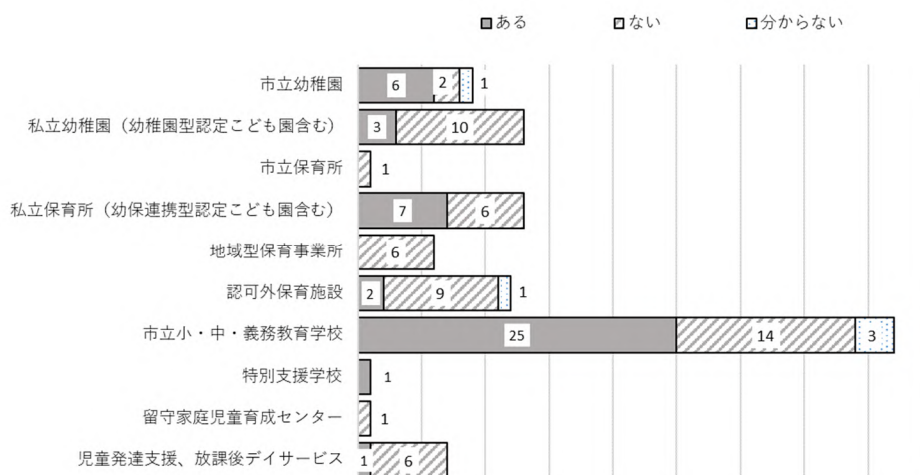 ある ない 分からない
市立幼稚園 6 2 1
私立幼稚園（幼稚園型認定こども園含む） 3 10
市立保育所 1
私立保育所（幼保連携型認定こども園含む） 7 6
地域型保育事業所 6
認可外保育施設 2 9 1
市立小・中・義務教育学校 25 14 3
特別支援学校 1
留守家庭児童育成センター 1
児童発達支援、放課後デイサービス 1 6